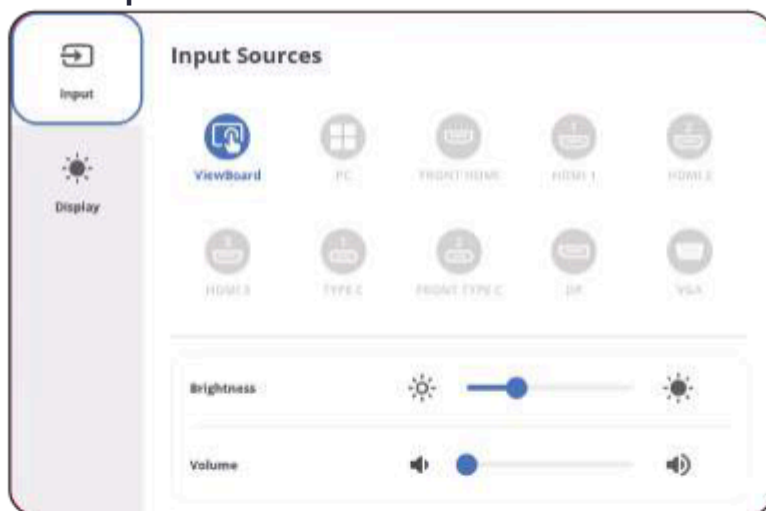 Input Sources
Input
ViewBoard PC FRONT HDMI HDMI 1 HDMI 2
Display
HDMI 3 TYPE C FRONT TYPE C DP VGA
Brightness
Volume